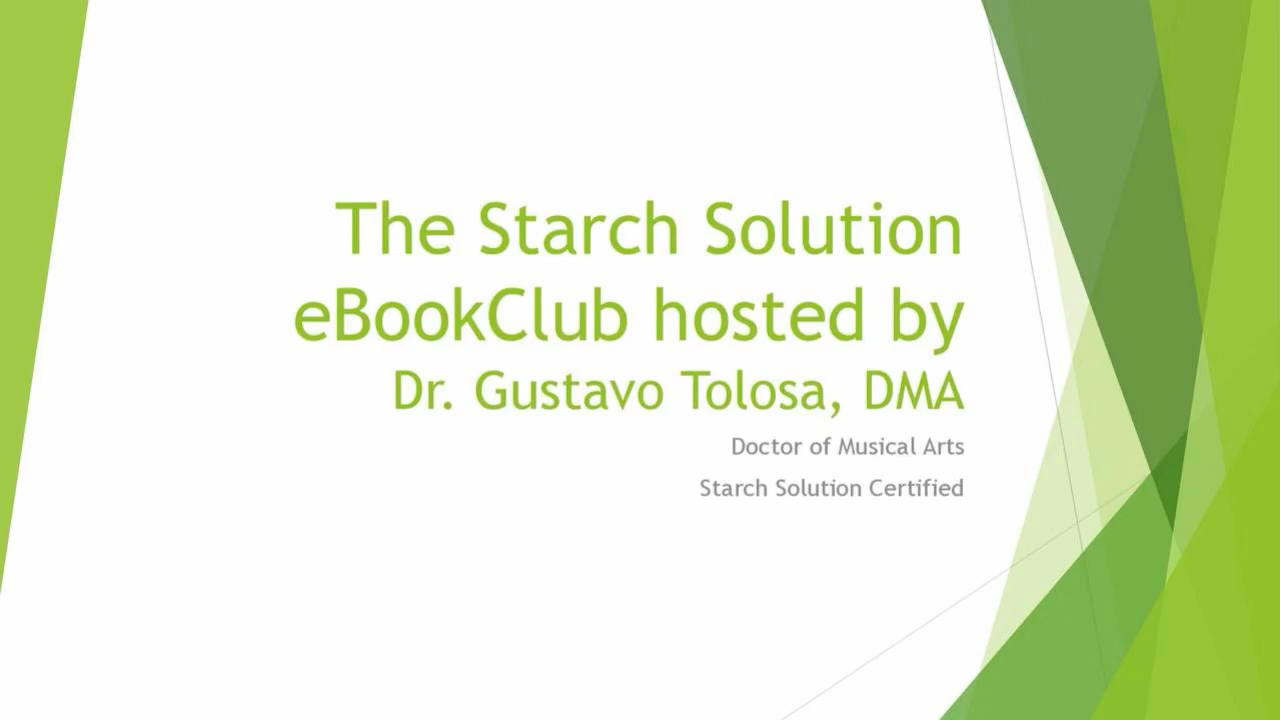 The Starch Solution
eBookClub hosted by
Dr. Gustavo Tolosa, DMA
Doctor of Musical Arts
Starch Solution Certified